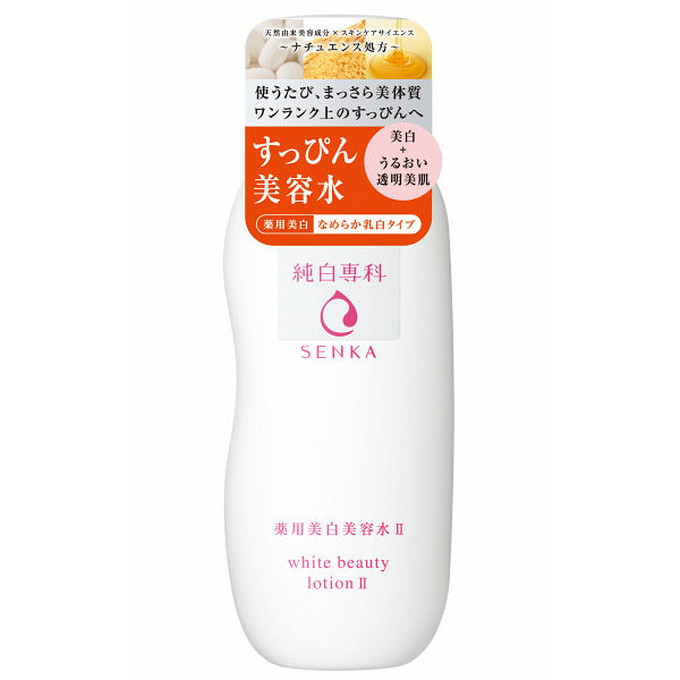 天然由来美容成分×スキンケアサイエンス
～ナチュエンス処方～
使うたび、まっさら美体質
ワンランク上のすっぴんへ
すっぴん
美容水
美白
+
うるおい
透明美肌
薬用美白 なめらか乳白タイプ
純白専科
SENKA
薬用美白美容水Ⅱ
white beauty
lotion Ⅱ